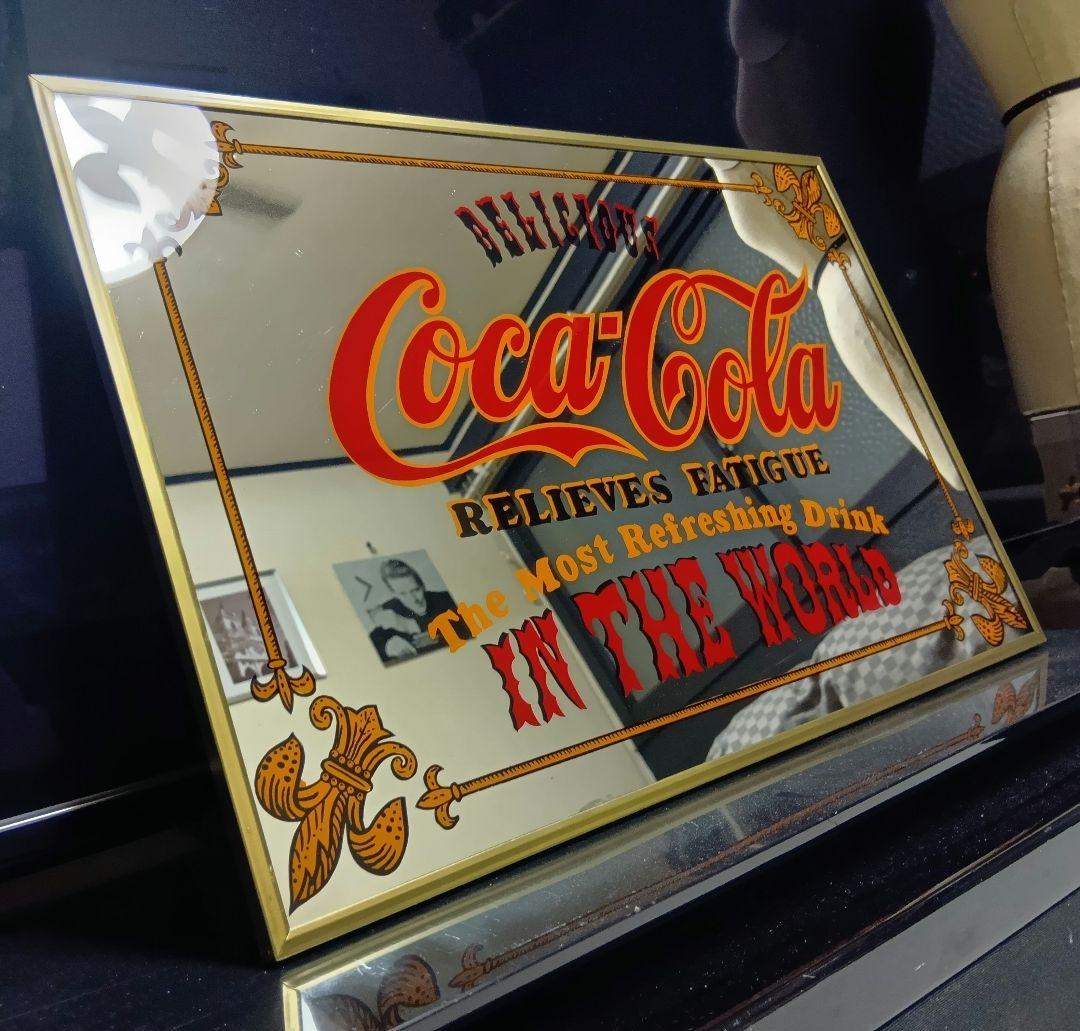 DELICIOUS
Coca-Cola
RELIEVES FATIGUE
The Most Refreshing Drink
IN THE WORLD